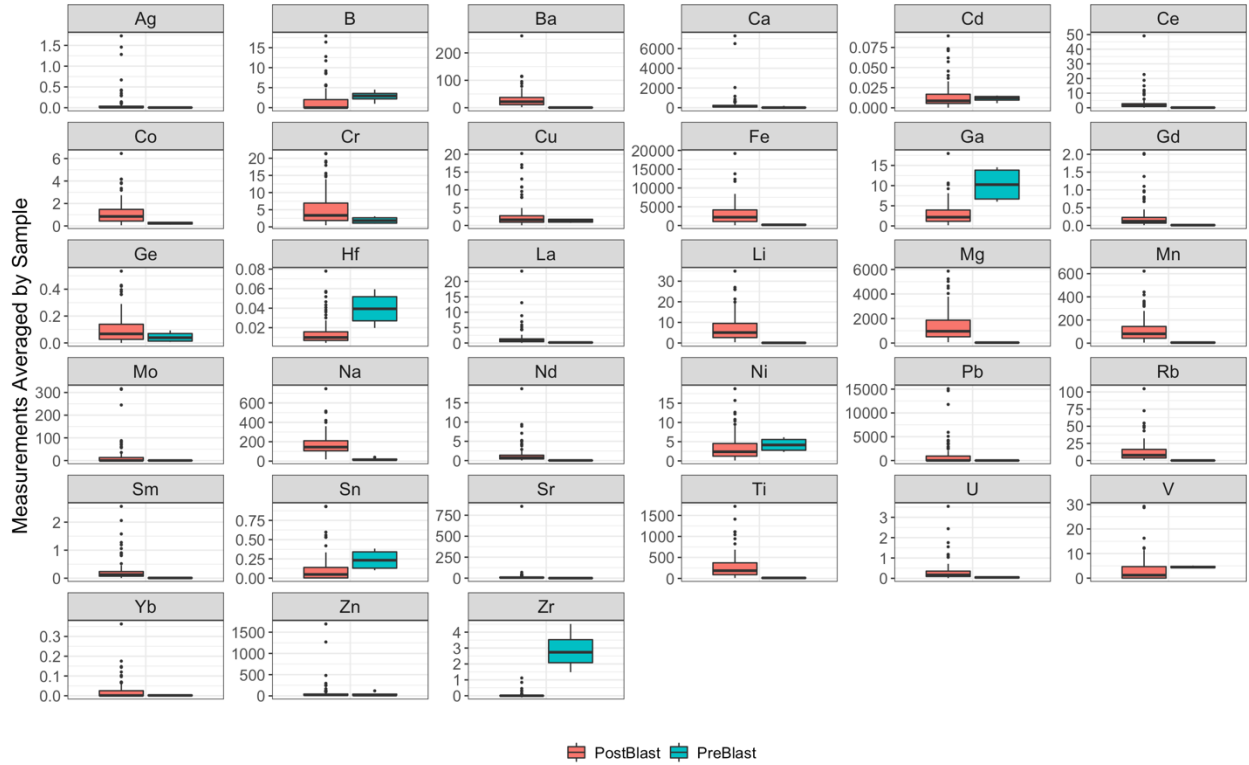 Measurements Averaged by Sample
Ag B Ba Ca Cd Ce
1.5 1.0 0.5 0.0
15 10 5 0
200 100 0
6000 4000 2000 0
0.075 0.050 0.025 0.000
50 40 30 20 10 0
Co Cr Cu Fe Ga Gd
6 4 2 0
20 15 10 5 0
20 15 10 5 0
20000 15000 10000 5000 0
15 10 5 0
2.0 1.5 1.0 0.5 0.0
Ge Hf La Li Mg Mn
0.4 0.2 0.0
0.08 0.06 0.04 0.02
20 15 10 5 0
30 20 10 0
6000 4000 2000 0
600 400 200 0
Mo Na Nd Ni Pb Rb
300 200 100 0
600 400 200 0
15 10 5 0
15 10 5 0
15000 10000 5000 0
100 75 50 25 0
Sm Sn Sr Ti U V
2 1 0
0.75 0.50 0.25 0.00
750 500 250 0
1500 1000 500 0
3 2 1 0
30 20 10 0
Yb Zn Zr
0.3 0.2 0.1 0.0
1500 1000 500 0
4 3 2 1 0
PostBlast PreBlast